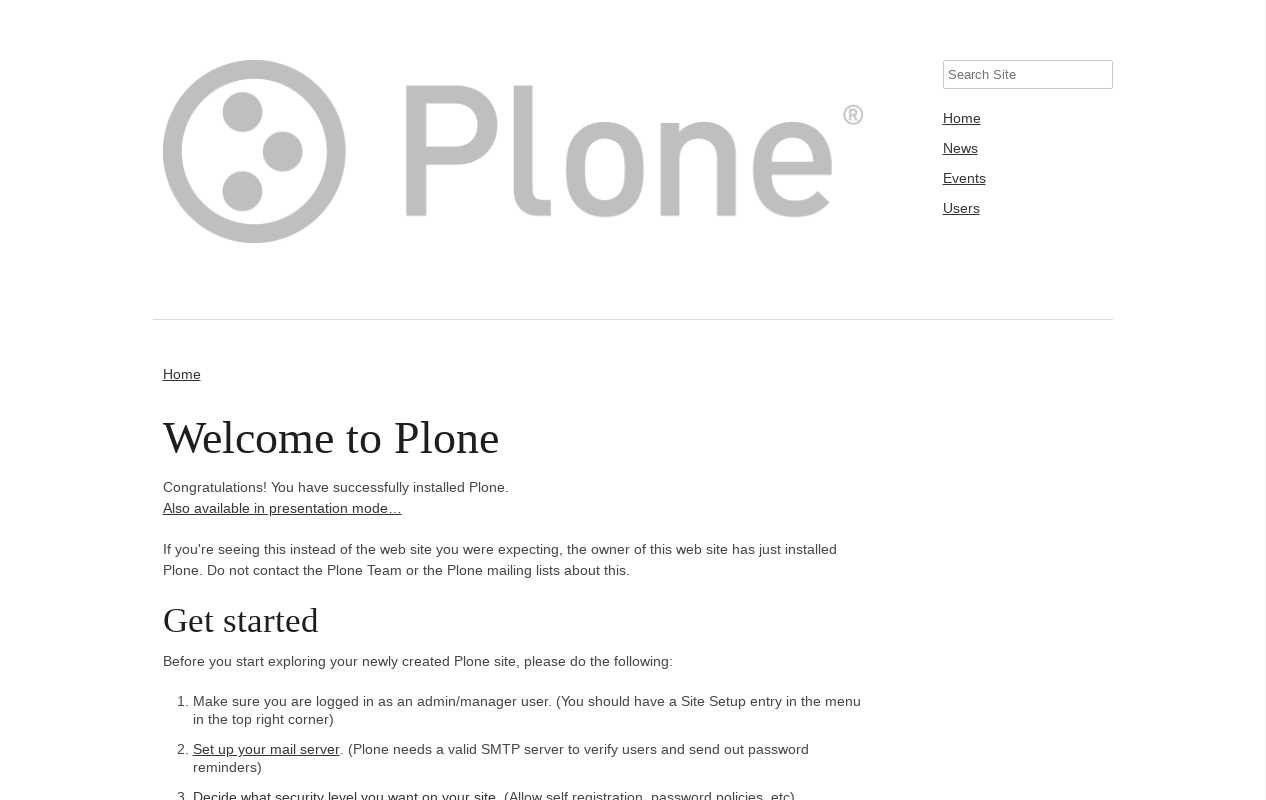 Plone®
Search Site
Home
News
Events
Users
Home
Welcome to Plone
Congratulations! You have successfully installed Plone.
Also available in presentation mode…
If you're seeing this instead of the web site you were expecting, the owner of this web site has just installed
Plone. Do not contact the Plone Team or the Plone mailing lists about this.
Get started
Before you start exploring your newly created Plone site, please do the following:
1. Make sure you are logged in as an admin/manager user. (You should have a Site Setup entry in the menu
in the top right corner)
2. Set up your mail server. (Plone needs a valid SMTP server to verify users and send out password
reminders)
3. Decide what security level you want on your site. (Allow self registration, password policies, etc)